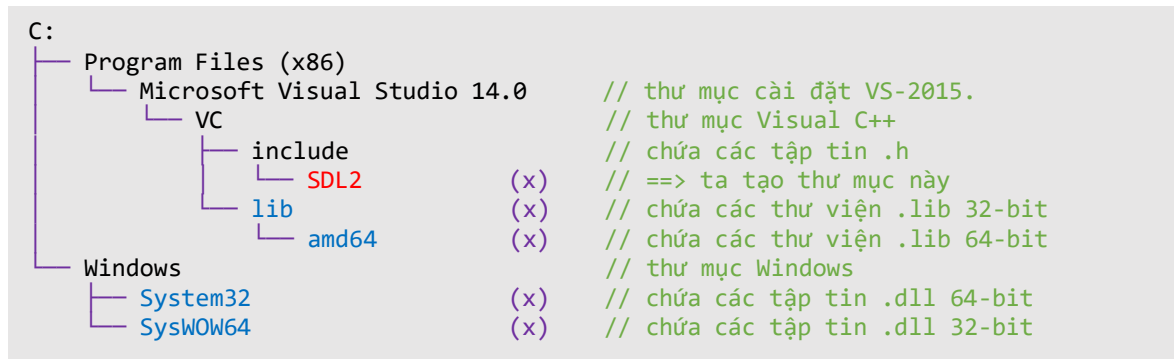 C:
Program Files (x86)
Microsoft Visual Studio 14.0 // thư mục cài đặt VS-2015.
VC // thư mục Visual C++
include // chứa các tập tin .h
SDL2 (x) // ==> ta tạo thư mục này
lib (x) // chứa các thư viện .lib 32-bit
amd64 (x) // chứa các thư viện .lib 64-bit
Windows // thư mục Windows
System32 (x) // chứa các tập tin .dll 64-bit
SysWOW64 (x) // chứa các tập tin .dll 32-bit